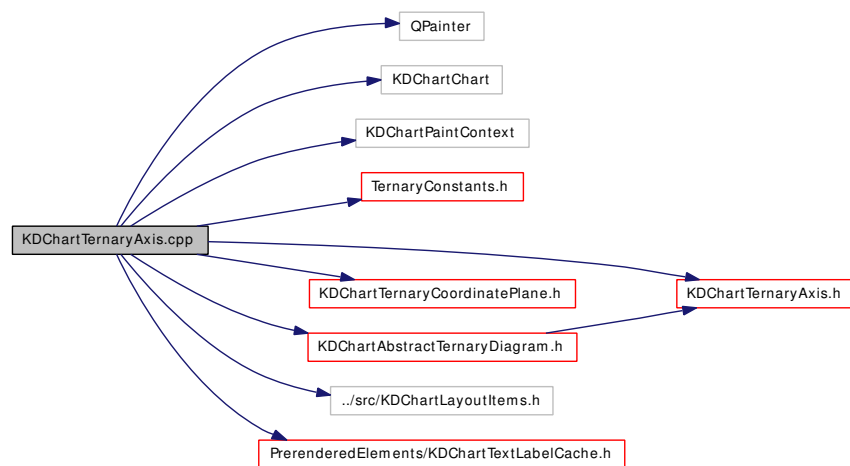 QPainter
KDChartChart
KDChartPaintContext
TernaryConstants.h
KDChartTernaryAxis.cpp
KDChartTernaryCoordinatePlane.h
KDChartTernaryAxis.h
KDChartAbstractTernaryDiagram.h
../src/KDChartLayoutItems.h
PrerenderedElements/KDChartTextLabelCache.h